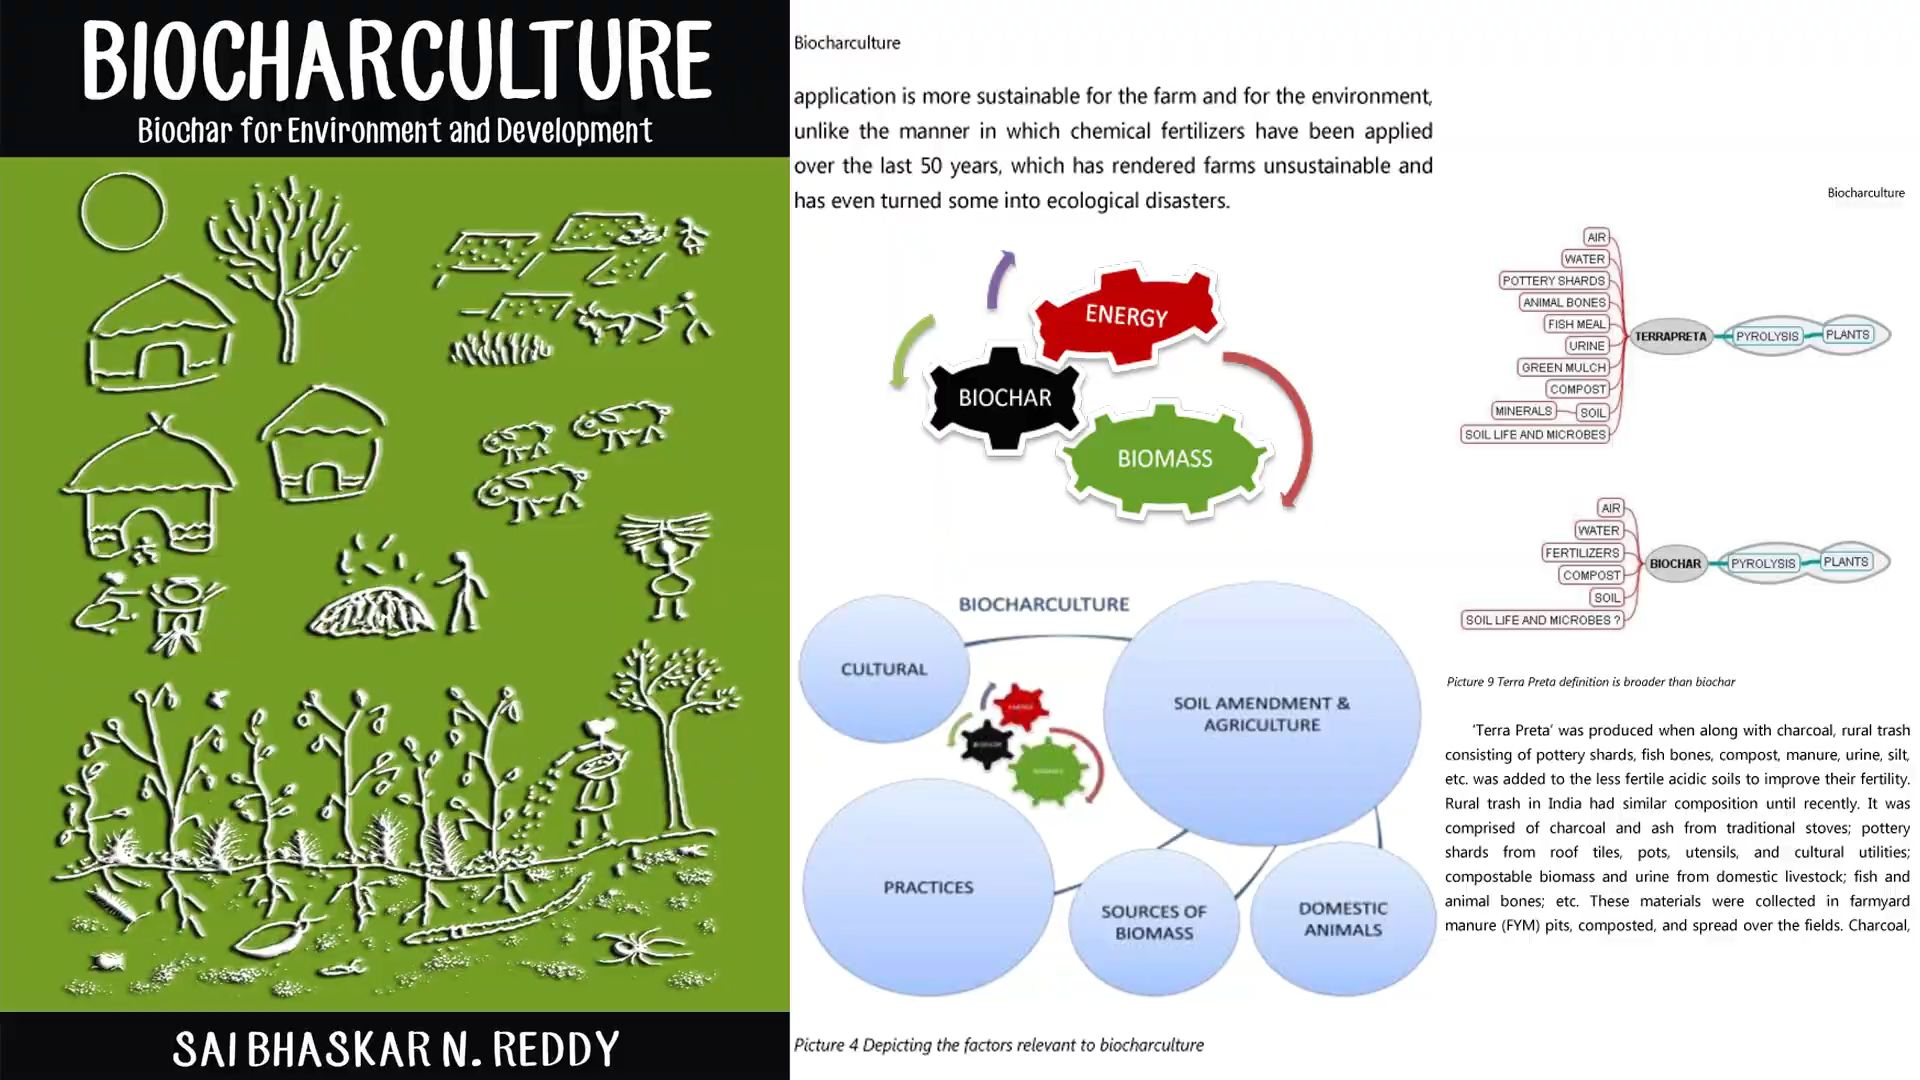 BIOCHARCULTURE
Biochar for Environment and Development
SAI BHASKAR N. REDDY
Biocharculture
application is more sustainable for the farm and for the environment,
unlike the manner in which chemical fertilizers have been applied
over the last 50 years, which has rendered farms unsustainable and
has even turned some into ecological disasters.
ENERGY
BIOCHAR
BIOMASS
BIOCHARCULTURE
CULTURAL
SOIL AMENDMENT &
AGRICULTURE
PRACTICES
SOURCES OF
BIOMASS
DOMESTIC
ANIMALS
Picture 4 Depicting the factors relevant to biocharculture
Biocharculture
AIR
WATER
POTTERY SHARDS
ANIMAL BONES
FISH MEAL
URINE
GREEN MULCH
COMPOST
MINERALS
SOIL
SOIL LIFE AND MICROBES
TERRAPRETA
PYROLYSIS
PLANTS
AIR
WATER
FERTILIZERS
COMPOST
SOIL
SOIL LIFE AND MICROBES ?
BIOCHAR
PYROLYSIS
PLANTS
Picture 9 Terra Preta definition is broader than biochar
'Terra Preta' was produced when along with charcoal, rural trash
consisting of pottery shards, fish bones, compost, manure, urine, silt,
etc. was added to the less fertile acidic soils to improve their fertility.
Rural trash in India had similar composition until recently. It was
comprised of charcoal and ash from traditional stoves; pottery
shards from roof tiles, pots, utensils, and cultural utilities;
compostable biomass and urine from domestic livestock; fish and
animal bones; etc. These materials were collected in farmyard
manure (FYM) pits, composted, and spread over the fields. Charcoal,